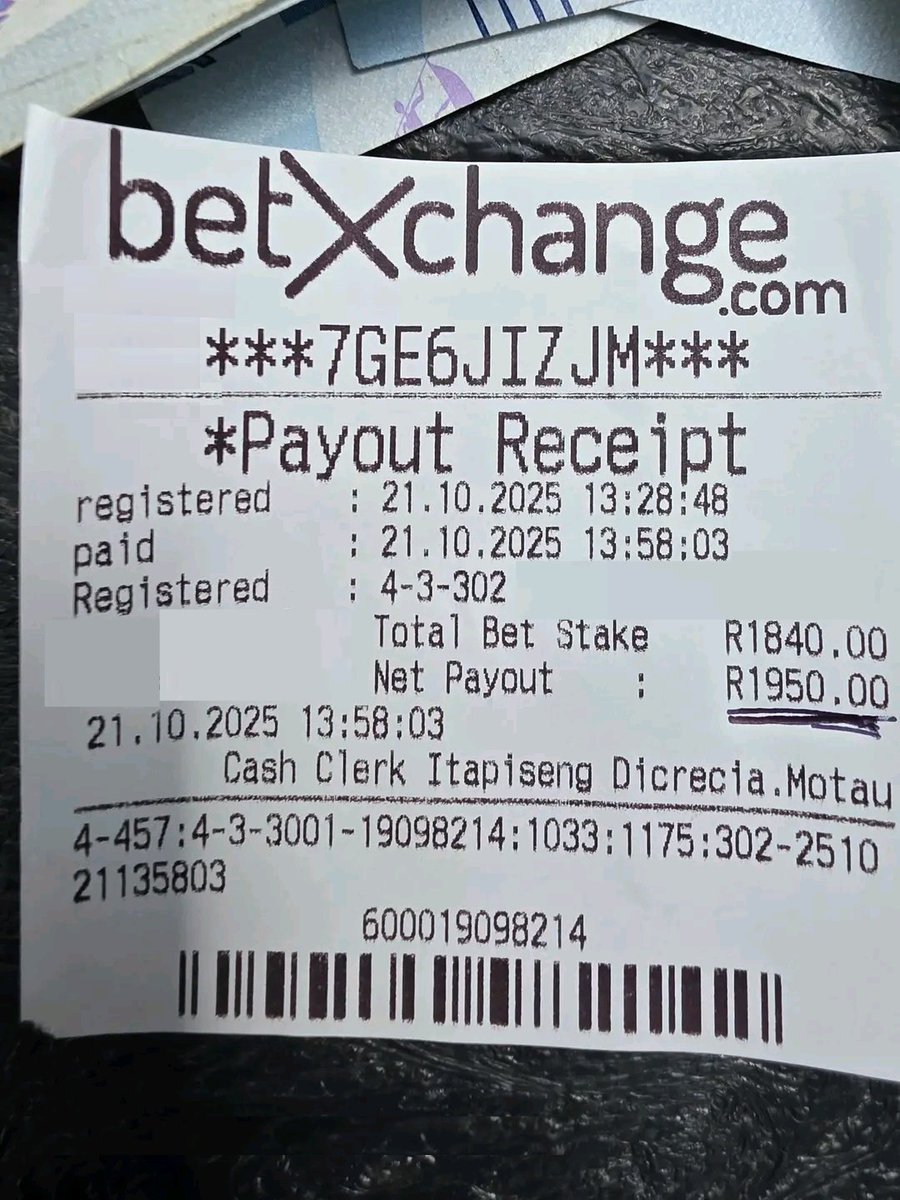 betXchange
.com
***7GE6JIZJM***
*Payout Receipt
registered : 21.10.2025 13:28:48
paid : 21.10.2025 13:58:03
Registered : 4-3-302
Total Bet Stake R1840.00
Net Payout : R1950.00
21.10.2025 13:58:03
Cash Clerk Itapiseng Dicrecia.Motau
4-457:4-3-3001-19098214:1033:1175:302-2510
21135803
600019098214